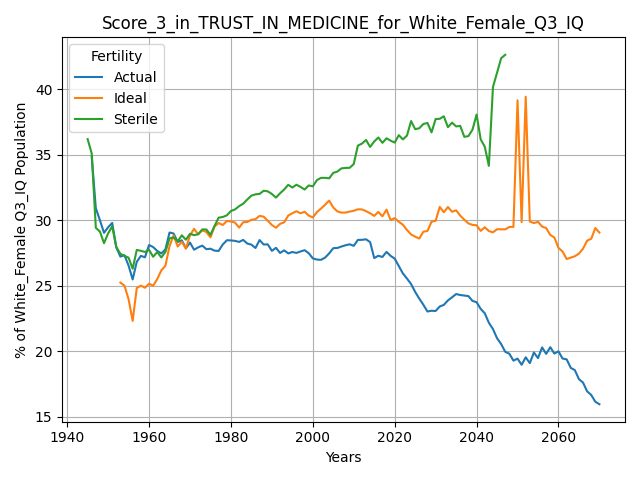 Score_3_in_TRUST_IN_MEDICINE_for_White_Female_Q3_IQ
Fertility
Actual
Ideal
Sterile
% of White_Female Q3_IQ Population
40
35
30
25
20
15
1940
1960
1980
2000
2020
2040
2060
Years